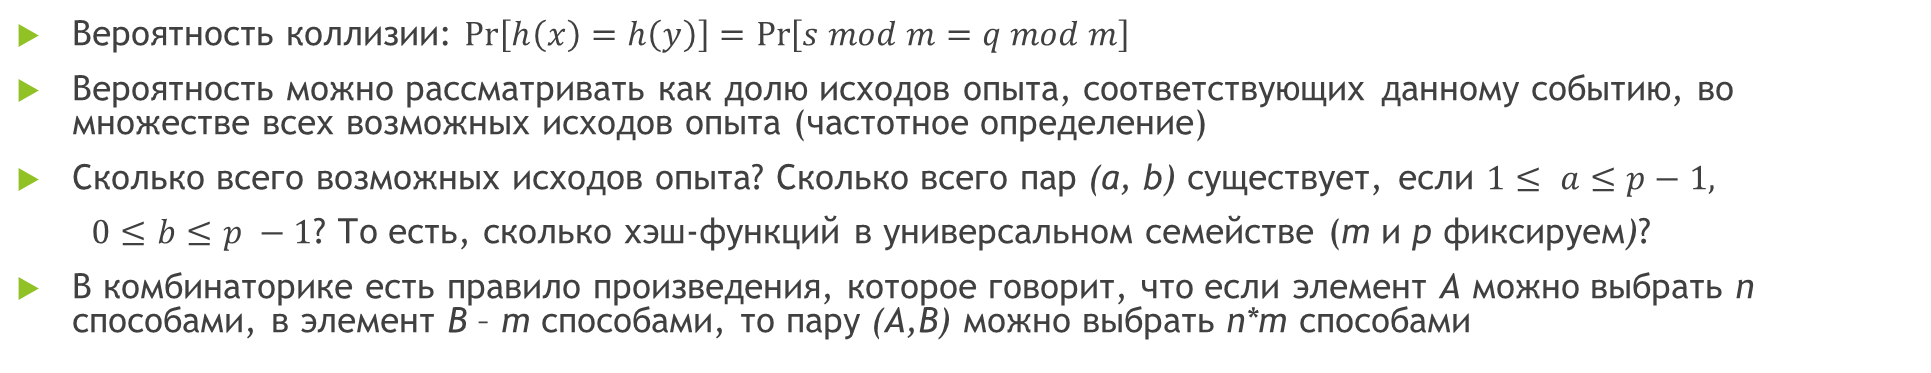 Вероятность коллизии: Pr[h(x) = h(y)] = Pr[s mod m = q mod m]
Вероятность можно рассматривать как долю исходов опыта, соответствующих данному событию, во
множестве всех возможных исходов опыта (частотное определение)
Сколько всего возможных исходов опыта? Сколько всего пар (a, b) существует, если 1 ≤ a ≤ p − 1,
0 ≤ b ≤ p − 1? То есть, сколько хэш-функций в универсальном семействе (m и p фиксируем)?
В комбинаторике есть правило произведения, которое говорит, что если элемент A можно выбрать n
способами, в элемент B – m способами, то пару (A,B) можно выбрать n*m способами